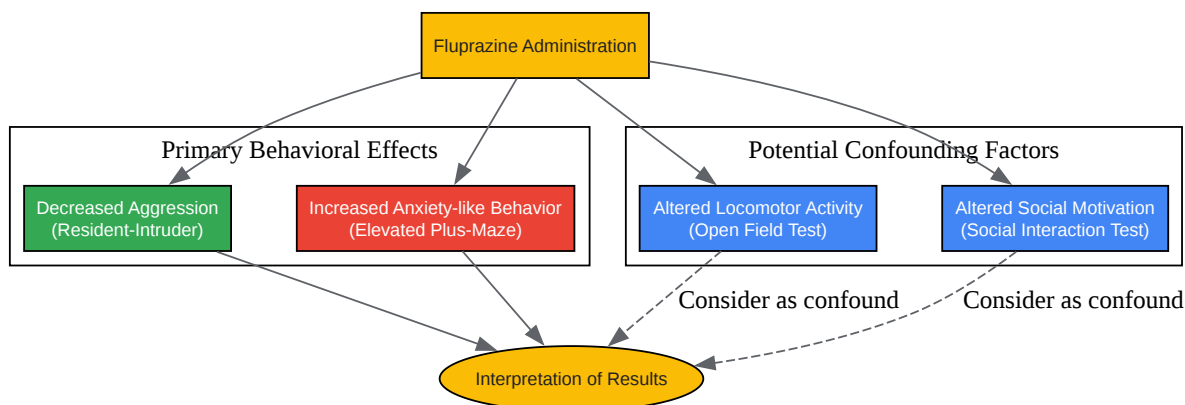 Fluprazine Administration
Primary Behavioral Effects
Potential Confounding Factors
Decreased Aggression
(Resident-Intruder)
Increased Anxiety-like Behavior
(Elevated Plus-Maze)
Altered Locomotor Activity
(Open Field Test)
Altered Social Motivation
(Social Interaction Test)
Consider as confound
Consider as confound
Interpretation of Results